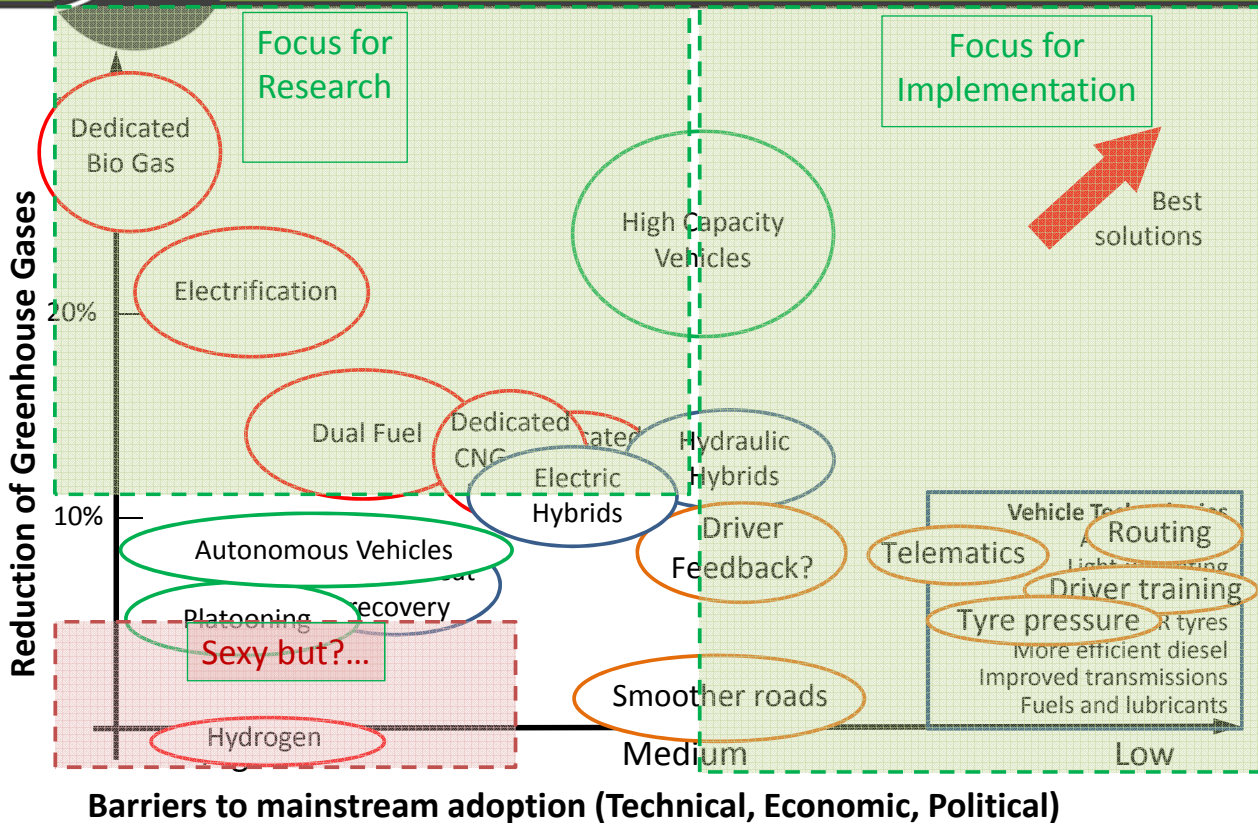 Focus for
Research
Focus for
Implementation
Dedicated
Bio Gas
High Capacity
Vehicles
Best
solutions
Electrification
20%
Dual Fuel
Dedicated
CNG
Hydraulic
Hybrids
Electric
Hybrids
10%
Driver
Feedback?
Vehicle
Routing
Telematics
Autonomous Vehicles
recovery
Platooning
Driver training
Tyre pressure
tyres
More efficient diesel
Improved transmissions
Fuels and lubricants
Sexy but?...
Smoother roads
Hydrogen
Medium
Low
Reduction of Greenhouse Gases
Barriers to mainstream adoption (Technical, Economic, Political)